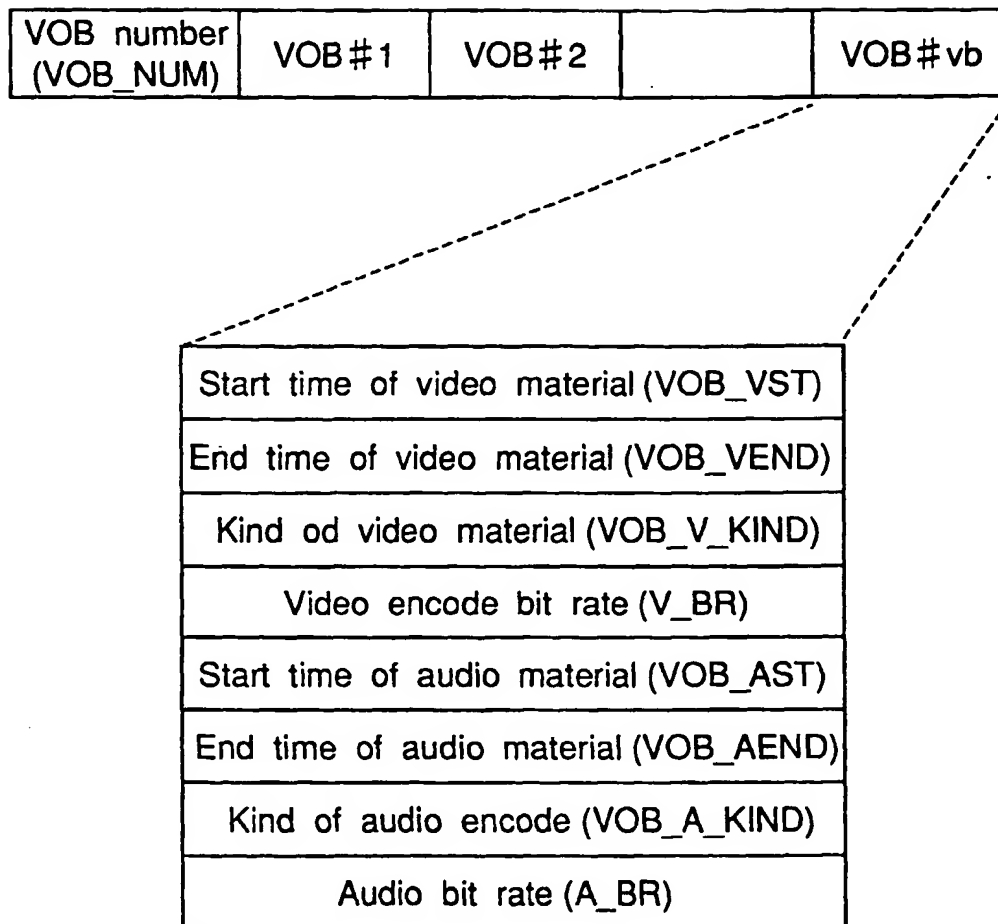 VOB number
(VOB_NUM)
VOB#1
VOB#2
VOB#vb
Start time of video material (VOB_VST)
End time of video material (VOB_VEND)
Kind od video material (VOB_V_KIND)
Video encode bit rate (V_BR)
Start time of audio material (VOB_AST)
End time of audio material (VOB_AEND)
Kind of audio encode (VOB_A_KIND)
Audio bit rate (A_BR)